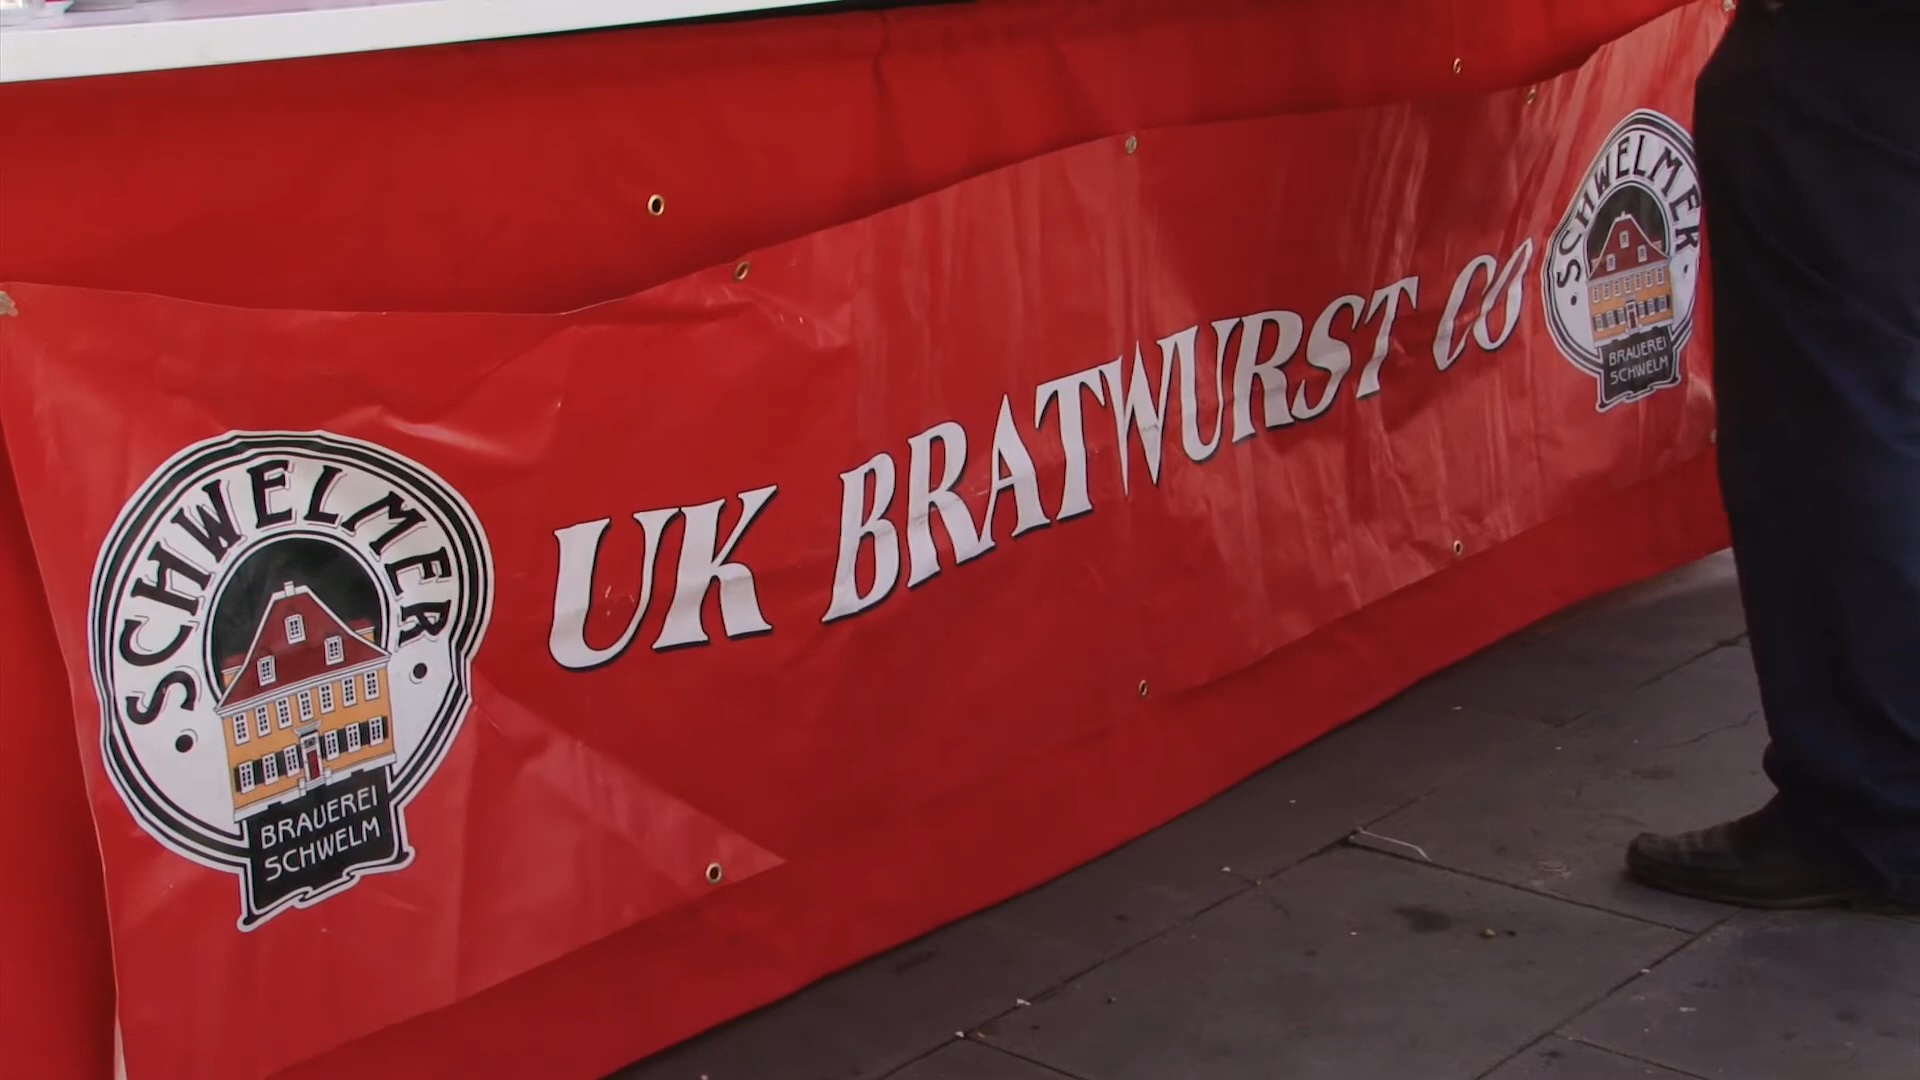 SCHWELMER
BRAUEREI
SCHWELM
UK BRATWURST CO
SCHWELMER
BRAUEREI
SCHWELM